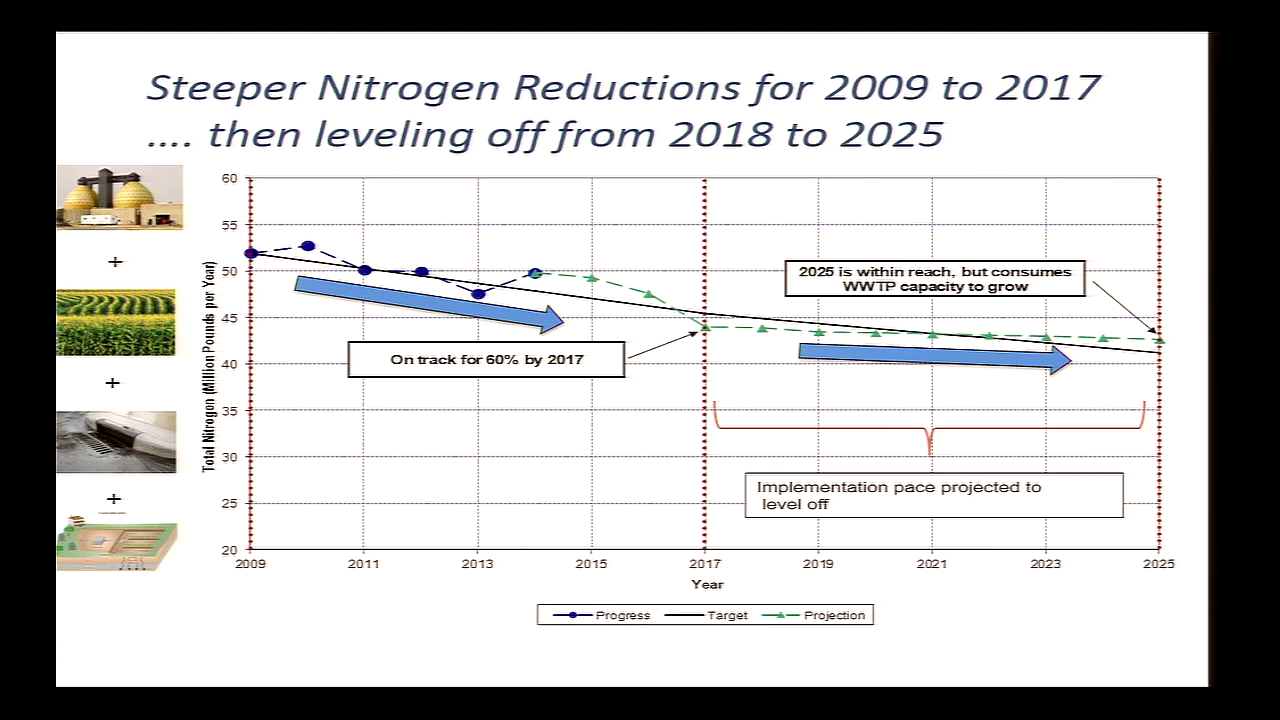 Steeper Nitrogen Reductions for 2009 to 2017
.... then leveling off from 2018 to 2025
+
+
+
Total Nitrogen (Million Pounds per Year)
60
55
50
45
40
35
30
25
20
2025 is within reach, but consumes
WWTP capacity to grow
On track for 60% by 2017
Implementation pace projected to
level off
2009 2011 2013 2015 2017 2019 2021 2023 2025
Year
Progress Target Projection